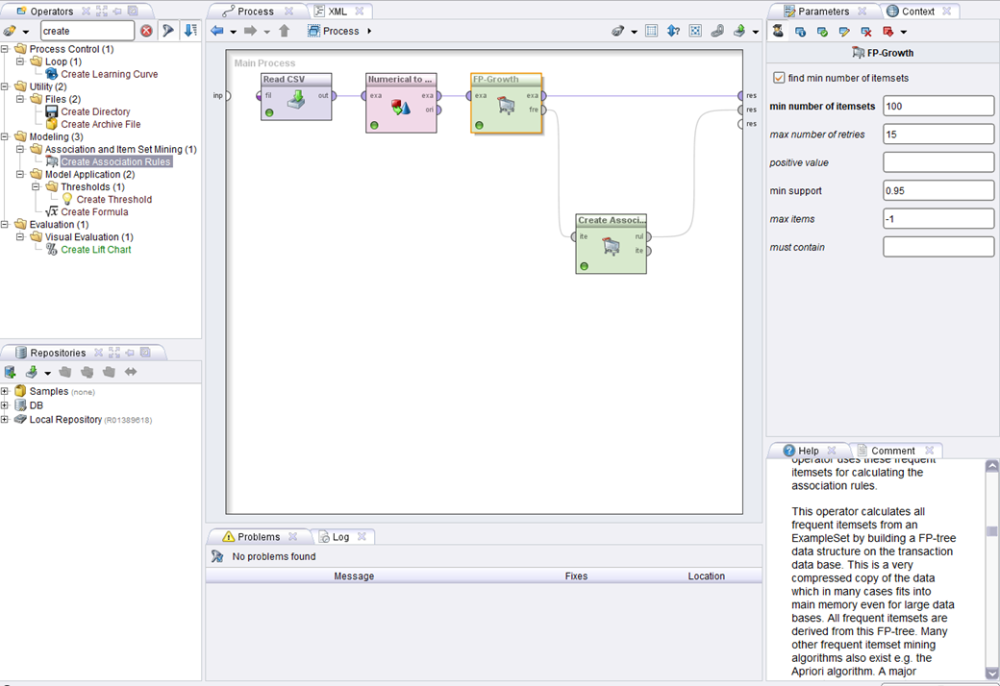 Operators
create
Process Control (1)
Loop (1)
Create Learning Curve
Utility (2)
Files (2)
Create Directory
Create Archive File
Modeling (3)
Association and Item Set Mining (1)
Create Association Rules
Model Application (2)
Thresholds (1)
Create Threshold
Create Formula
Evaluation (1)
Visual Evaluation (1)
Create Lift Chart
Repositories
Samples (none)
DB
Local Repository (R01389618)
Process XML
Process
Main Process
inp
Read CSV
fil out
Numerical to ...
exa exa
ori
FP-Growth
exa exa
fre
res
res
res
Create Associ...
ite rul
ite
Problems Log
No problems found
Message Fixes Location
Parameters Context
FP-Growth
find min number of itemsets
min number of itemsets 100
max number of retries 15
positive value
min support 0.95
max items -1
must contain
Help Comment
operator uses these frequent
itemsets for calculating the
association rules.
This operator calculates all
frequent itemsets from an
ExampleSet by building a FP-tree
data structure on the transaction
data base. This is a very
compressed copy of the data
which in many cases fits into
main memory even for large data
bases. All frequent itemsets are
derived from this FP-tree. Many
other frequent itemset mining
algorithms also exist e.g. the
Apriori algorithm. A major